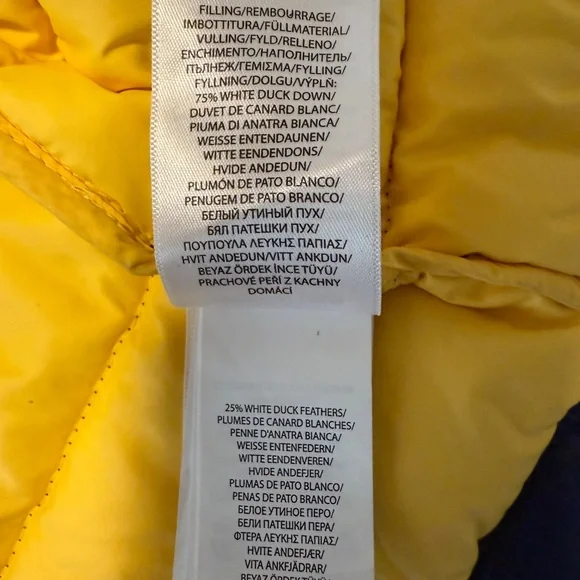 FILLING/REMBOURRAGE/
IMBOTTITURA/FÜLLMATERIAL/
VULLING/FYLD/RELLENO/
ENCHIMENTO/НАПОЛНИТЕЛЬ/
ПЪЛНЕЖ/ΓΕΜΙΣΜΑ/FYLLING/
FYLLNING/DOLGU/VÝPLŇ:
75% WHITE DUCK DOWN/
DUVET DE CANARD BLANC/
PIUMA DI ANATRA BIANCA/
WEISSE ENTENDAUNEN/
WITTE EENDENDONS/
HVIDE ANDEDUN/
PLUMÓN DE PATO BLANCO/
PENUGEM DE PATO BRANCO/
БЕЛЫЙ УТИНЫЙ ПУХ/
БЯЛ ПАТЕШКИ ПУХ/
ΠΟΥΠΟΥΛΑ ΛΕΥΚΗΣ ΠΑΠΙΑΣ/
HVIT ANDEDUN/VITT ANKDUN/
BEYAZ ÖRDEK İNCE TÜYÜ/
PRACHOVÉ PEŘÍ Z KACHNY
DOMÁCÍ
25% WHITE DUCK FEATHERS/
PLUMES DE CANARD BLANCHES/
PENNE D'ANATRA BIANCA/
WEISSE ENTENFEDERN/
WITTE EENDENVEREN/
HVIDE ANDEFJER/
PLUMAS DE PATO BLANCO/
PENAS DE PATO BRANCO/
БЕЛОЕ УТИНОЕ ПЕРО/
БЕЛИ ПАТЕШКИ ПЕРА/
ΦΤΕΡΑ ΛΕΥΚΗΣ ΠΑΠΙΑΣ/
HVITE ANDEFJÆR/
VITA ANKFJÄDRAR/
BEYAZ ÖRDEK